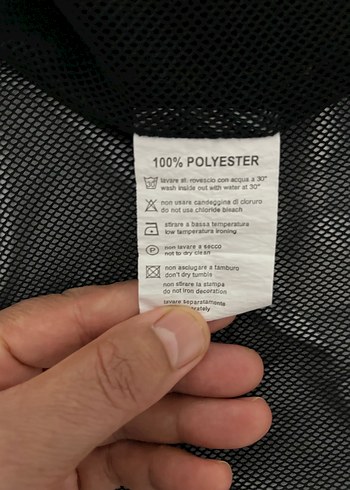 100% POLYESTER
lavare al rovescio con acqua a 30°
wash inside out with water at 30°
non usare candeggina di cloruro
do not use chloride bleach
stirare a bassa temperatura
low temperature ironing
P
non lavare a secco
not to dry clean
non asciugare a tamburo
don't dry tumble
non stirare la stampa
do not iron decoration
lavare separatamente